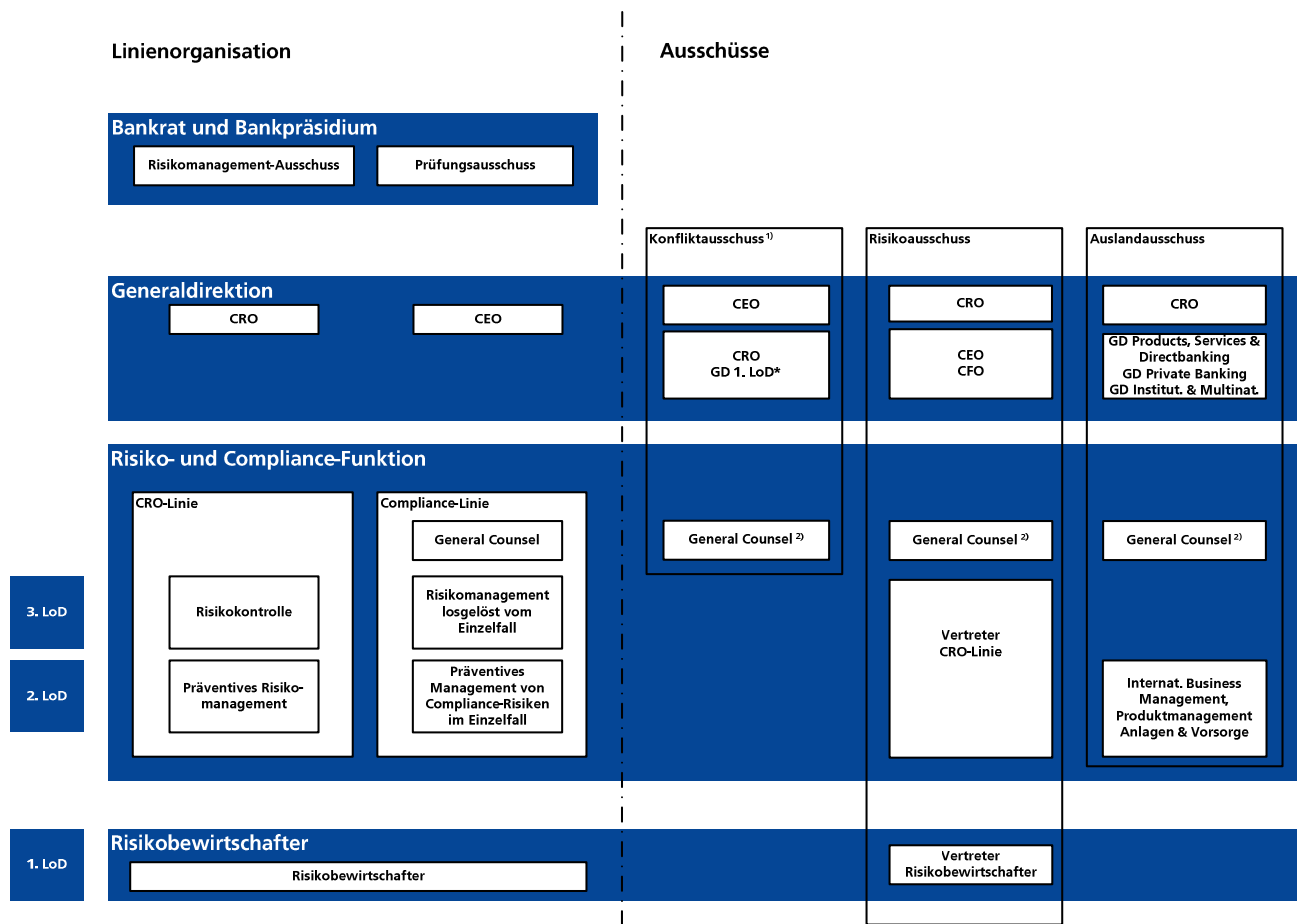 Linienorganisation
Ausschüsse
Bankrat und Bankpräsidium
Risikomanagement-Ausschuss
Prüfungsausschuss
Konfliktausschuss 1)
Risikoausschuss
Auslandausschuss
Generaldirektion
CRO
CEO
CEO
CRO
GD 1. LoD*
CRO
CEO
CFO
CRO
GD Products, Services &
Directbanking
GD Private Banking
GD Institut. & Multinat.
Risiko- und Compliance-Funktion
CRO-Linie
Compliance-Linie
General Counsel
General Counsel 2)
General Counsel 2)
General Counsel 2)
3. LoD
Risikokontrolle
Risikomanagement
losgelöst vom
Einzelfall
Vertreter
CRO-Linie
2. LoD
Präventives Risiko-
management
Präventives
Management von
Compliance-Risiken
im Einzelfall
Internat. Business
Management,
Produktmanagement
Anlagen & Vorsorge
1. LoD
Risikobewirtschafter
Risikobewirtschafter
Vertreter
Risikobewirtschafter